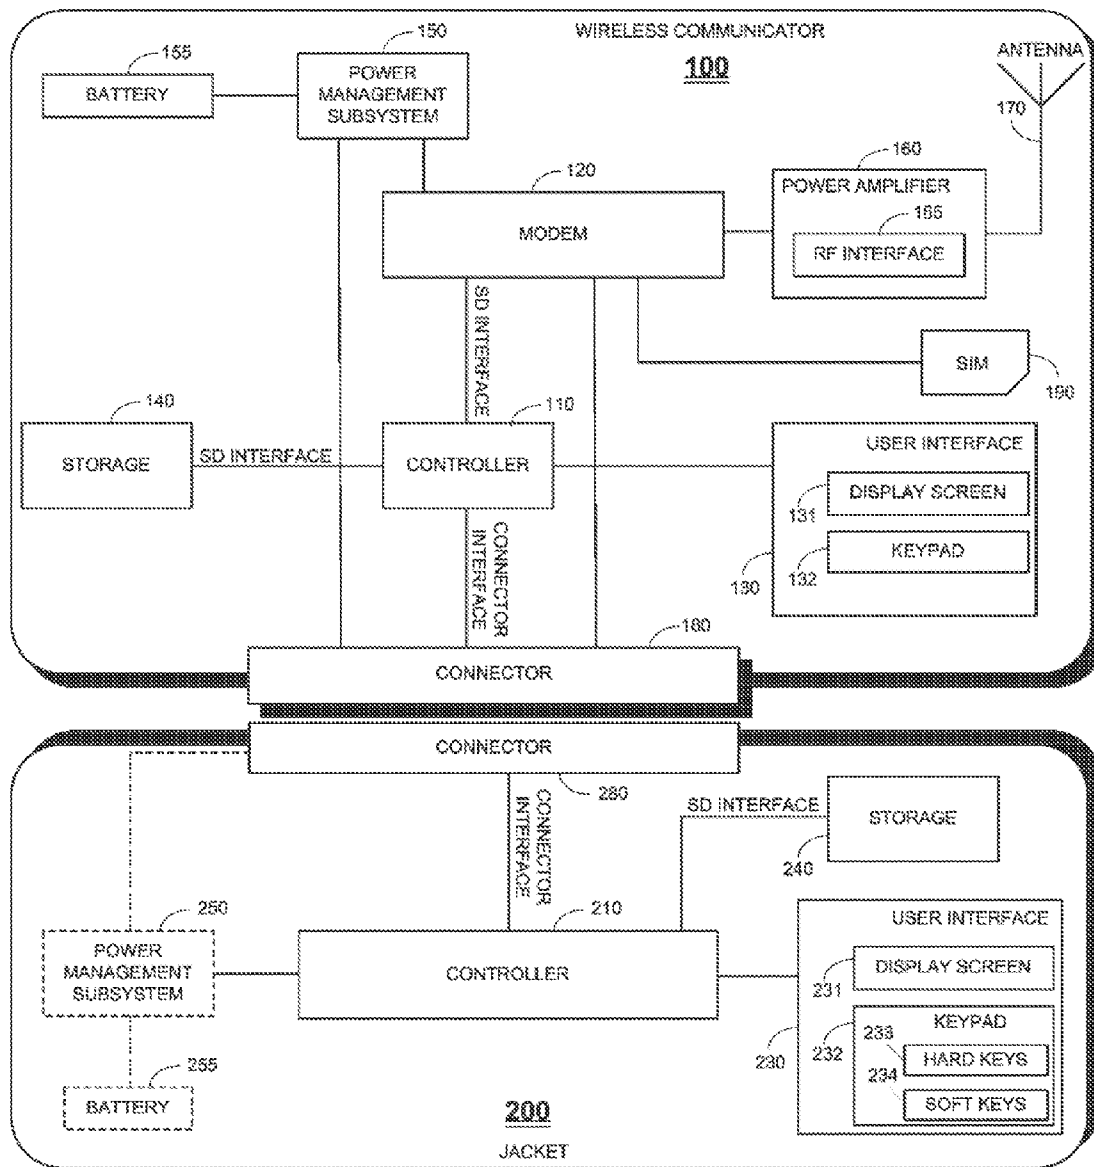 WIRELESS COMMUNICATOR
100
150
155
BATTERY
POWER
MANAGEMENT
SUBSYSTEM
ANTENNA
170
120
MODEM
160
POWER AMPLIFIER
165
RF INTERFACE
SD INTERFACE
SIM
190
140
STORAGE
SD INTERFACE
110
CONTROLLER
USER INTERFACE
DISPLAY SCREEN
131
KEYPAD
132
130
CONNECTOR
INTERFACE
180
CONNECTOR
CONNECTOR
280
CONNECTOR
INTERFACE
SD INTERFACE
STORAGE
240
250
POWER
MANAGEMENT
SUBSYSTEM
210
CONTROLLER
USER INTERFACE
DISPLAY SCREEN
231
KEYPAD
233
HARD KEYS
230
232
234
SOFT KEYS
255
BATTERY
200
JACKET